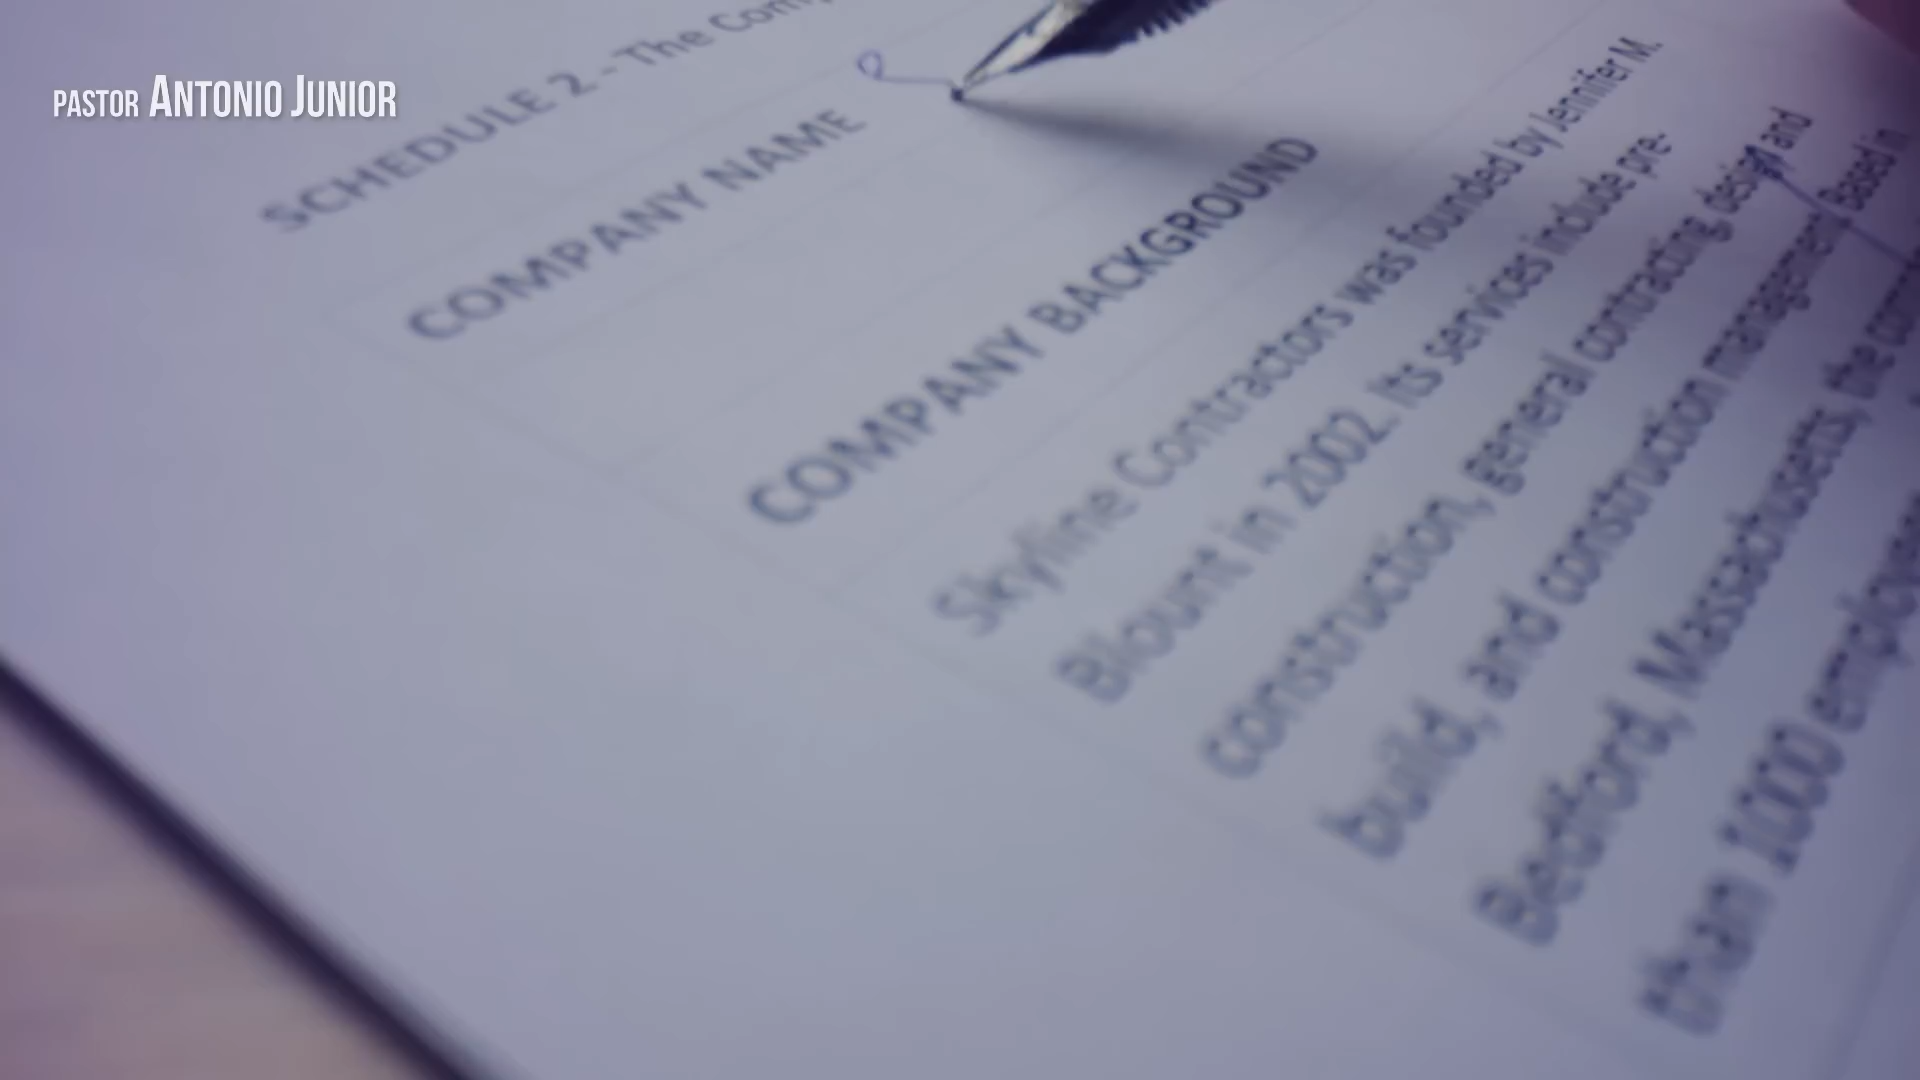 PASTOR ANTONIO JUNIOR
SCHEDULE 2 - The
COMPANY NAME
COMPANY BACKGROUND
Skyline Contractors was founded by Jennifer M.
Blount in 2002. Its services include pre-
construction, general contracting, design and
build, and construction management. Based in
Bedford, Massachusetts, the
than 1000